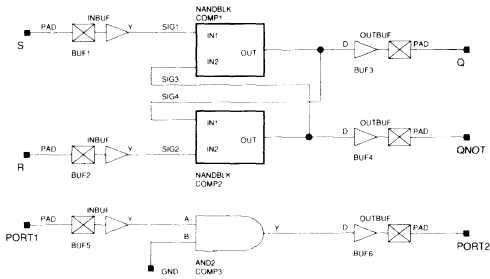 NANDBLK
COMP1
INBUF
PAD
Y
SIG1
IN1
OUT
IN2
S
BUF1
SIG3
SIG4
D
OUTBUF
PAD
BUF3
Q
INBUF
PAD
Y
SIG2
IN1
OUT
IN2
R
BUF2
NANDBLK
COMP2
D
OUTBUF
PAD
BUF4
QNOT
INBUF
PAD
Y
A
B
Y
D
OUTBUF
PAD
PORT1
BUF5
GND
AND2
COMP3
BUF6
PORT2